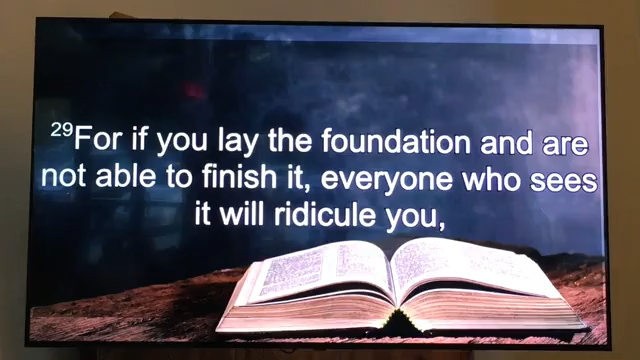 29For if you lay the foundation and are
not able to finish it, everyone who sees
it will ridicule you,